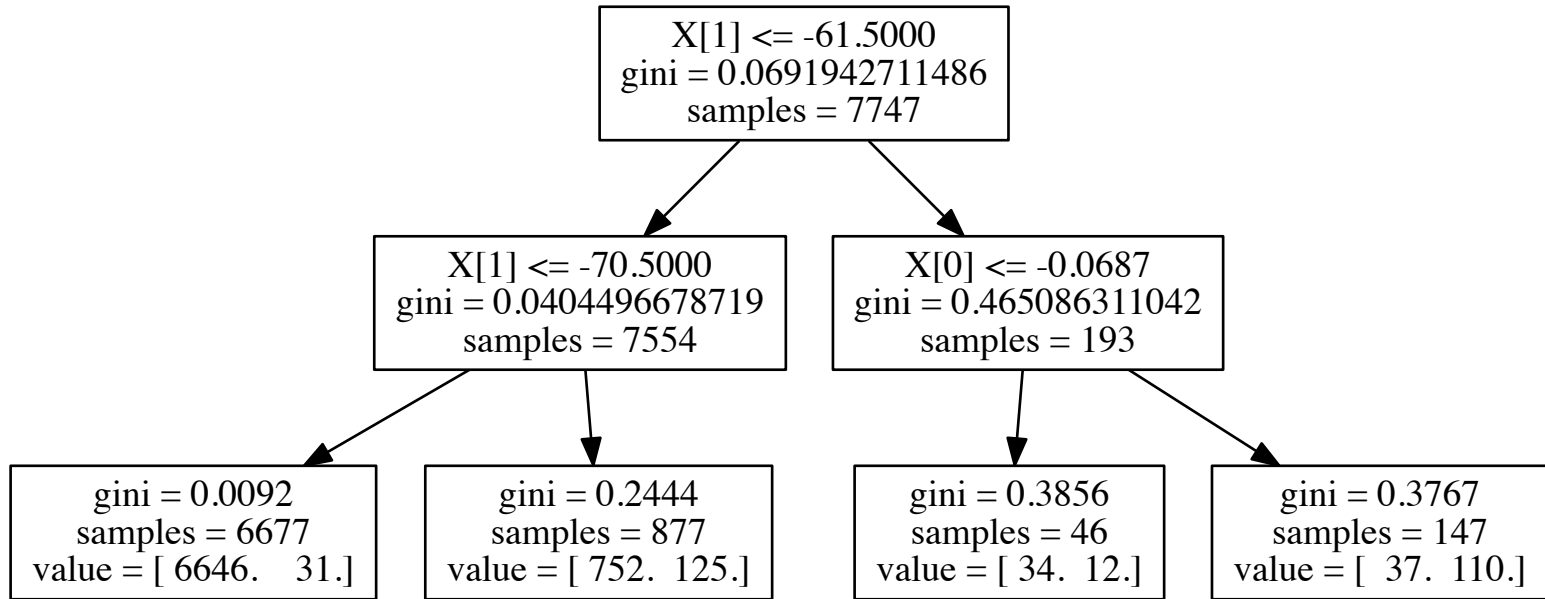 X[1] <= -61.5000
gini = 0.0691942711486
samples = 7747
X[1] <= -70.5000
gini = 0.0404496678719
samples = 7554
X[0] <= -0.0687
gini = 0.465086311042
samples = 193
gini = 0.0092
samples = 6677
value = [ 6646.    31.]
gini = 0.2444
samples = 877
value = [ 752.  125.]
gini = 0.3856
samples = 46
value = [ 34.  12.]
gini = 0.3767
samples = 147
value = [  37.  110.]